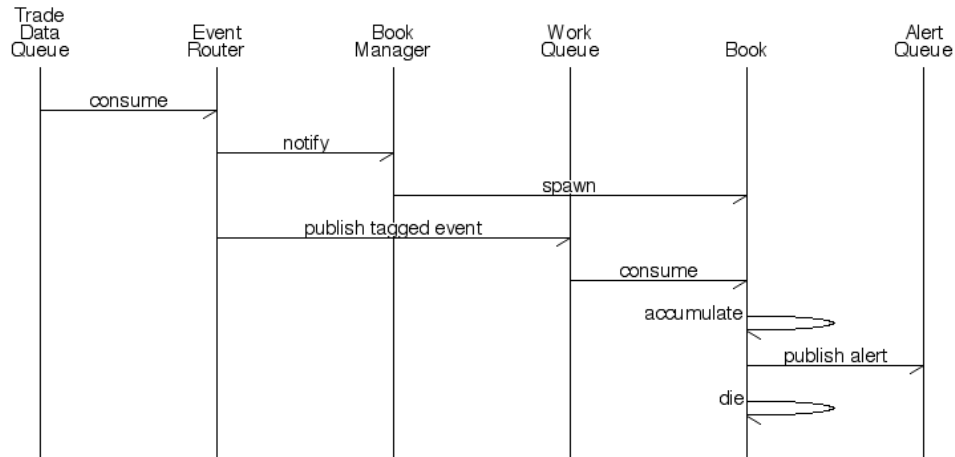 Trade
Data
Queue
Event
Router
Book
Manager
Work
Queue
Book
Alert
Queue
consume
notify
spawn
publish tagged event
consume
accumulate
publish alert
die